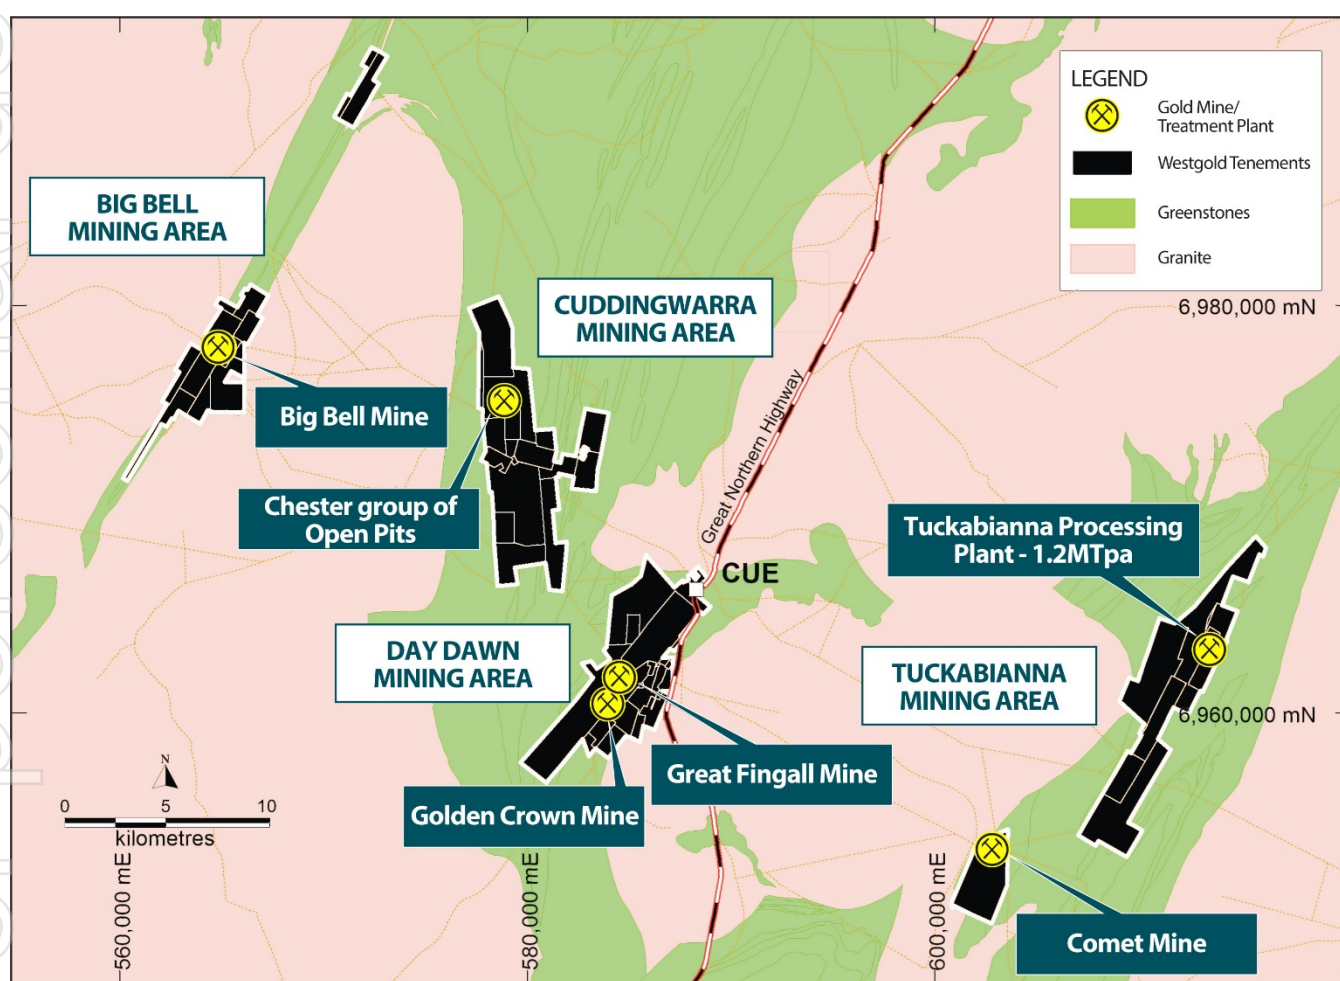 LEGEND
Gold Mine/
Treatment Plant
Westgold Tenements
Greenstones
Granite
BIG BELL
MINING AREA
CUDDINGWARRA
MINING AREA
6,980,000 mN
Big Bell Mine
Great Northern Highway
Chester group of
Open Pits
Tuckabianna Processing
Plant - 1.2MTpa
CUE
DAY DAWN
MINING AREA
TUCKABIANNA
MINING AREA
6,960,000 mN
Great Fingall Mine
Golden Crown Mine
N
0 5 10
kilometres
Comet Mine
560,000 mE
580,000 mE
600,000 mE